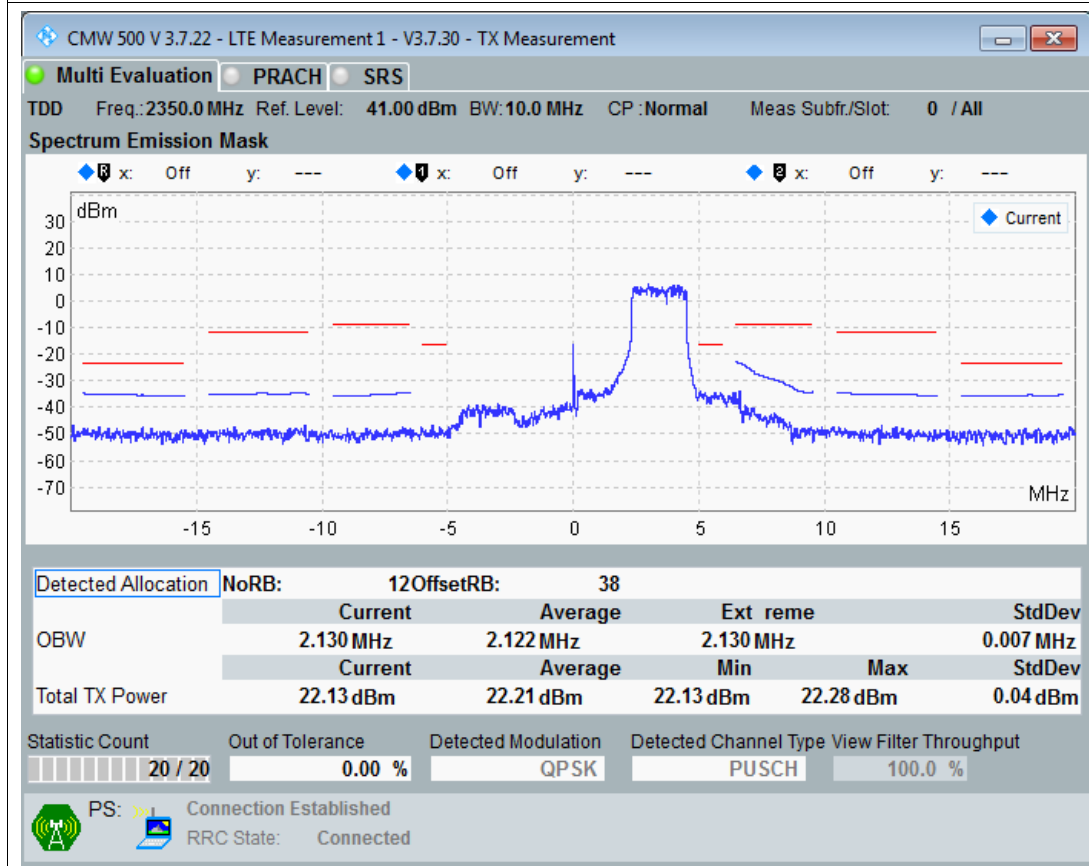 CMW 500 V 3.7.22 - LTE Measurement 1 - V3.7.30 - TX Measurement
Multi Evaluation PRACH SRS
TDD Freq.: 2350.0 MHz Ref. Level: 41.00 dBm BW: 10.0 MHz CP : Normal Meas Subfr./Slot: 0 / All
Spectrum Emission Mask
R x: Off y: --- 1 x: Off y: --- 2 x: Off y: ---
dBm
Current
30
20
10
0
-10
-20
-30
-40
-50
-60
-70
MHz
-15 -10 -5 0 5 10 15
Detected Allocation NoRB: 12 OffsetRB: 38
Current Average Ext reme StdDev
OBW 2.130 MHz 2.122 MHz 2.130 MHz 0.007 MHz
Current Average Min Max StdDev
Total TX Power 22.13 dBm 22.21 dBm 22.13 dBm 22.28 dBm 0.04 dBm
Statistic Count Out of Tolerance Detected Modulation Detected Channel Type View Filter Throughput
20 / 20 0.00 % QPSK PUSCH 100.0 %
PS: Connection Established
RRC State: Connected